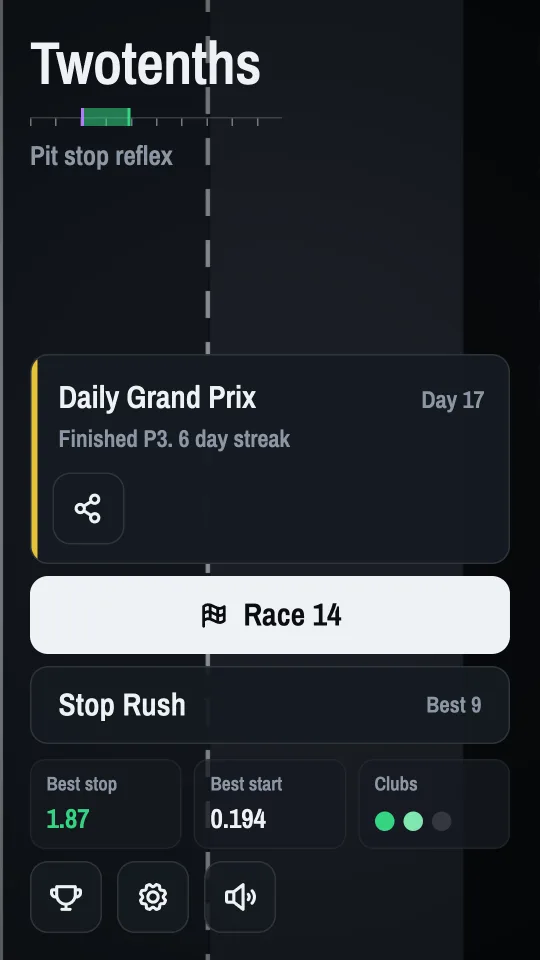 Twotenths
Pit stop reflex
Daily Grand Prix
Day 17
Finished P3. 6 day streak
Race 14
Stop Rush
Best 9
Best stop
1.87
Best start
0.194
Clubs